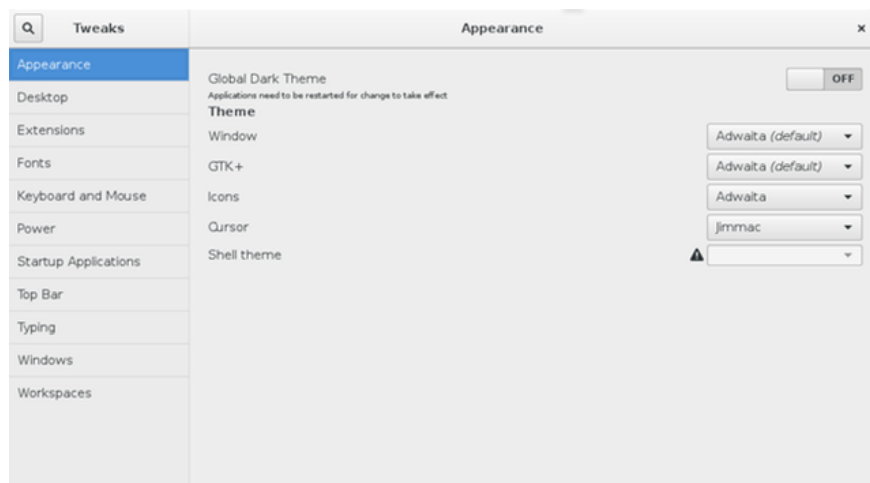 Tweaks
Appearance
Appearance
Desktop
Extensions
Fonts
Keyboard and Mouse
Power
Startup Applications
Top Bar
Typing
Windows
Workspaces
Global Dark Theme
OFF
Applications need to be restarted for change to take effect
Theme
Window
Adwaita (default)
GTK+
Adwaita (default)
Icons
Adwaita
Cursor
Jimmac
Shell theme